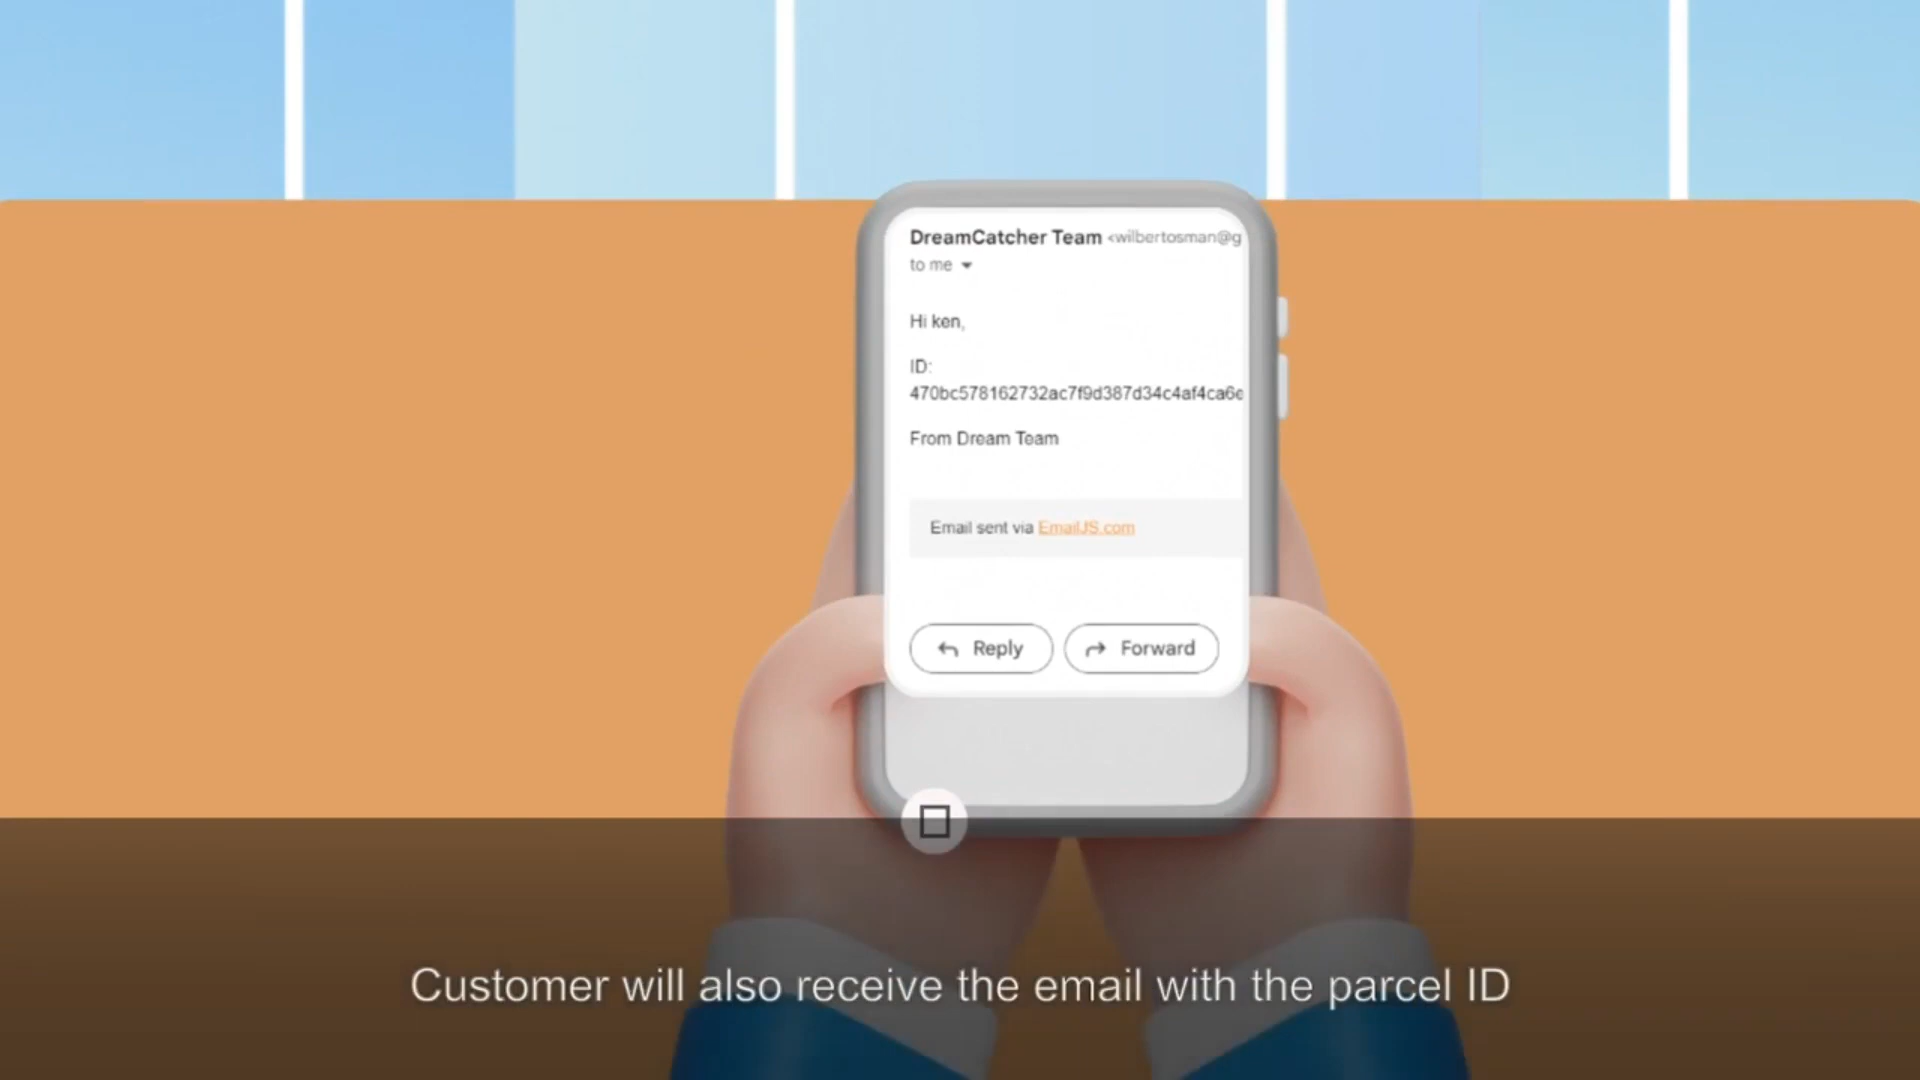 DreamCatcher Team <wilbertosman@g
to me
Hi ken,
ID:
470bc578162732ac7f9d387d34c4af4ca6e
From Dream Team
Email sent via EmailJS.com
Reply
Forward
Customer will also receive the email with the parcel ID